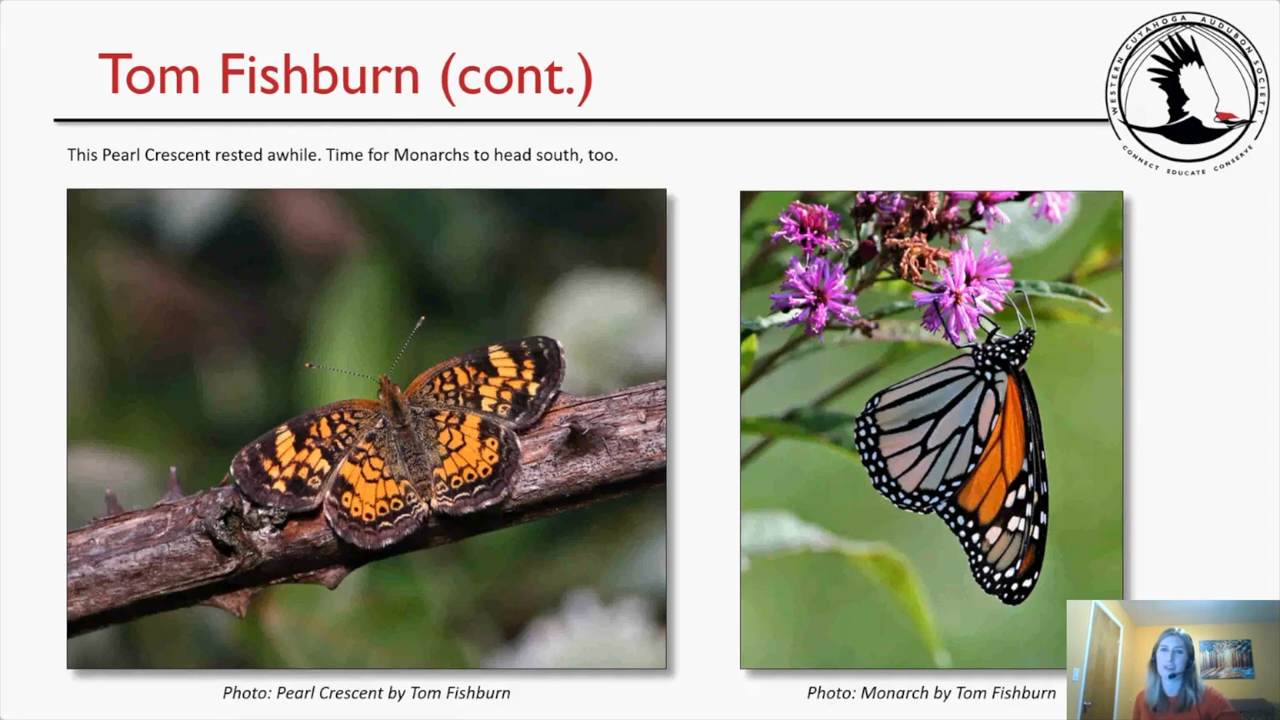 Tom Fishburn (cont.)
WESTERN CUYAHOGA AUDUBON SOCIETY
CONNECT EDUCATE CONSERVE
This Pearl Crescent rested awhile. Time for Monarchs to head south, too.
Photo: Pearl Crescent by Tom Fishburn
Photo: Monarch by Tom Fishburn